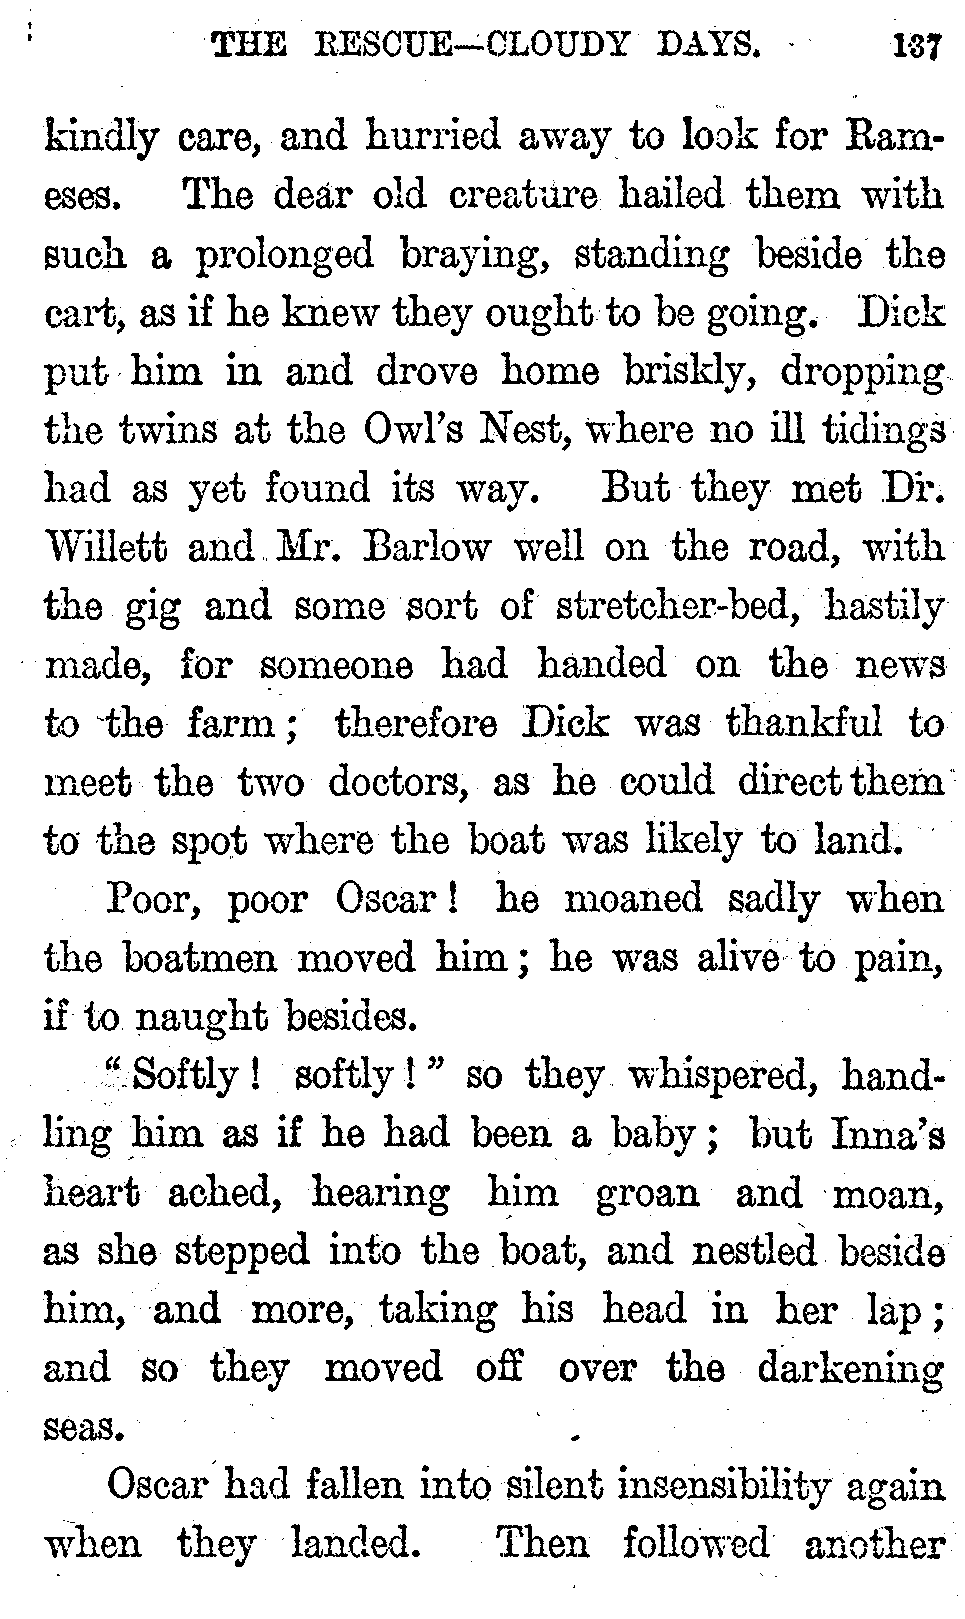 THE RESCUE—CLOUDY DAYS. 137
kindly care, and hurried away to look for Ram-
eses. The dear old creature hailed them with
such a prolonged braying, standing beside the
cart, as if he knew they ought to be going. Dick
put him in and drove home briskly, dropping
the twins at the Owl's Nest, where no ill tidings
had as yet found its way. But they met Dr.
Willett and Mr. Barlow well on the road, with
the gig and some sort of stretcher-bed, hastily
made, for someone had handed on the news
to the farm; therefore Dick was thankful to
meet the two doctors, as he could direct them
to the spot where the boat was likely to land.
Poor, poor Oscar! he moaned sadly when
the boatmen moved him; he was alive to pain,
if to naught besides.
"Softly! softly!" so they whispered, hand-
ling him as if he had been a baby; but Inna's
heart ached, hearing him groan and moan,
as she stepped into the boat, and nestled beside
him, and more, taking his head in her lap;
and so they moved off over the darkening
seas.
Oscar had fallen into silent insensibility again
when they landed. Then followed another